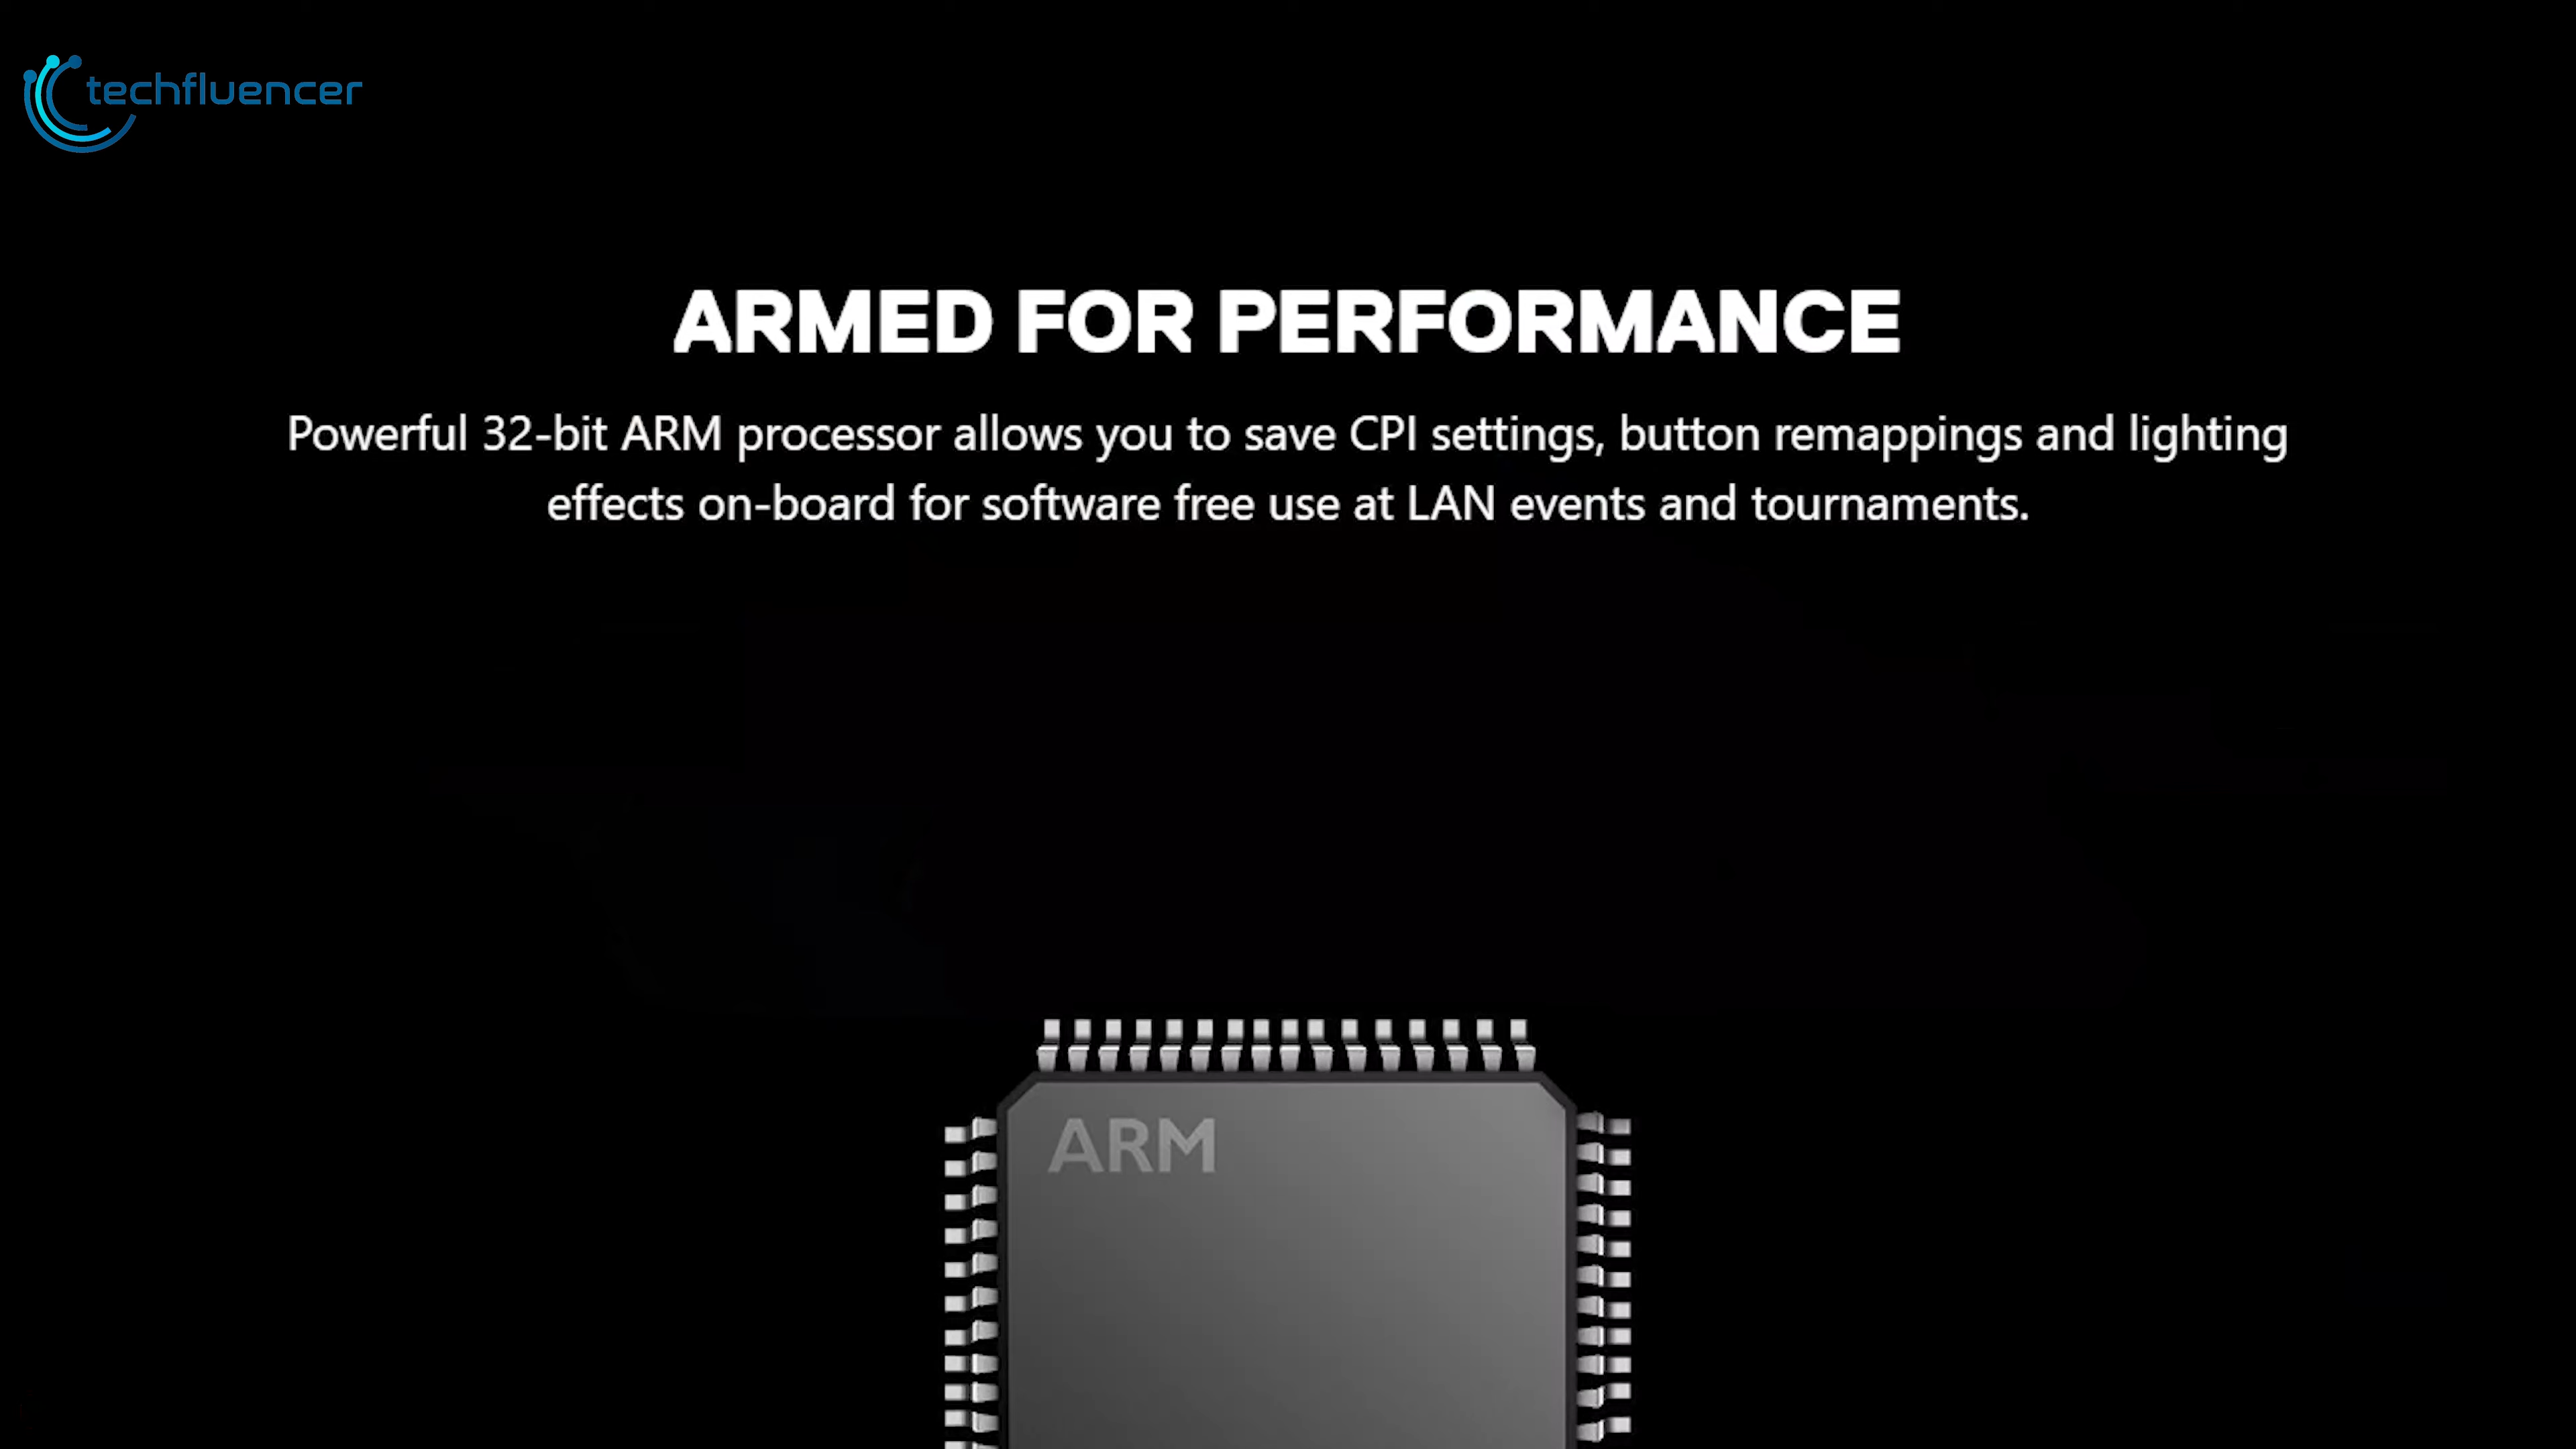 techfluencer
ARMED FOR PERFORMANCE
Powerful 32-bit ARM processor allows you to save CPI settings, button remappings and lighting
effects on-board for software free use at LAN events and tournaments.
ARM